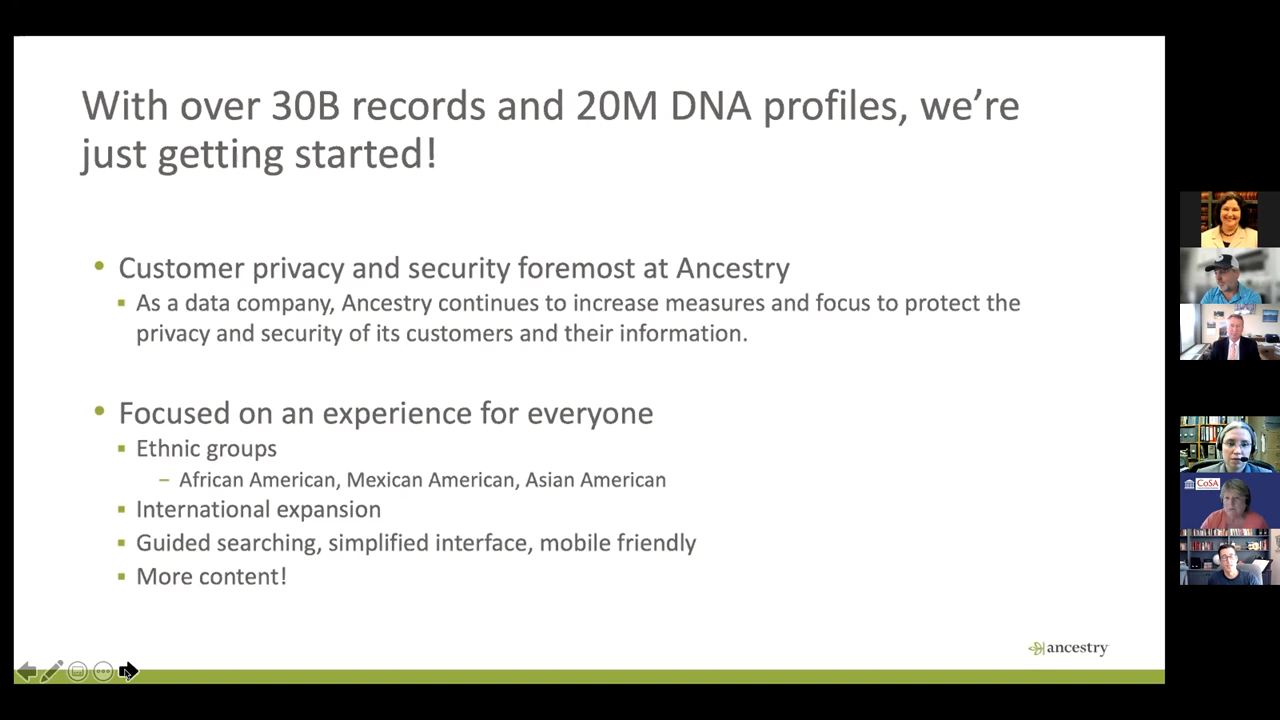 With over 30B records and 20M DNA profiles, we’re
just getting started!
• Customer privacy and security foremost at Ancestry
▪ As a data company, Ancestry continues to increase measures and focus to protect the
privacy and security of its customers and their information.
• Focused on an experience for everyone
▪ Ethnic groups
– African American, Mexican American, Asian American
▪ International expansion
▪ Guided searching, simplified interface, mobile friendly
▪ More content!
ancestry
CoSA